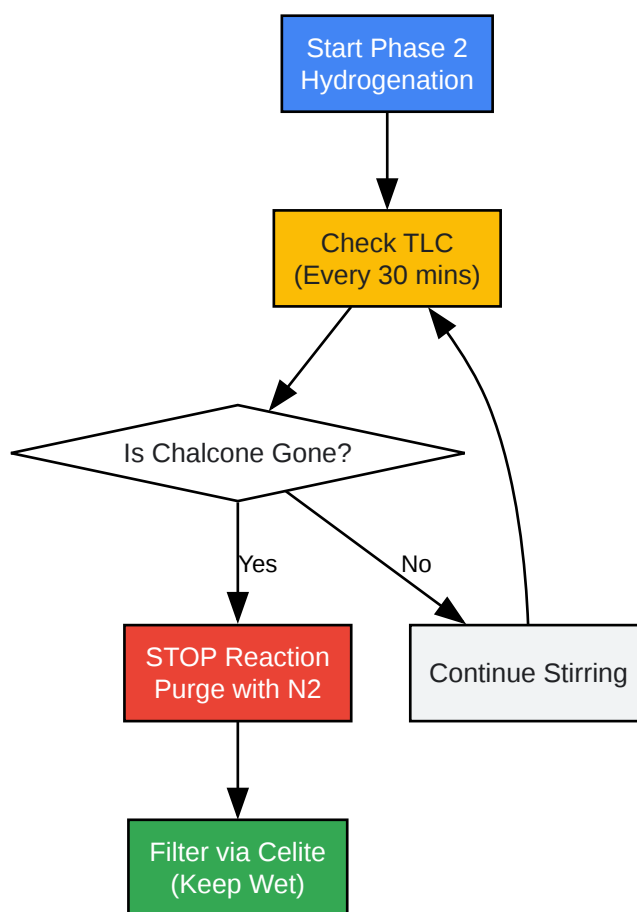 Start Phase 2
Hydrogenation
Check TLC
(Every 30 mins)
Is Chalcone Gone?
Yes
No
STOP Reaction
Purge with N2
Continue Stirring
Filter via Celite
(Keep Wet)